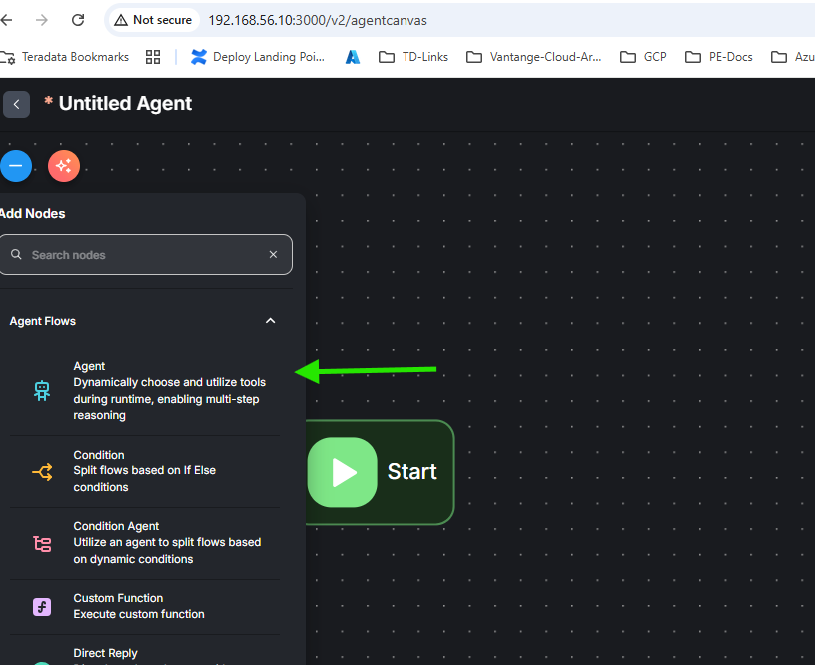 Not secure 192.168.56.10:3000/v2/agentcanvas
Teradata Bookmarks Deploy Landing Poi... TD-Links Vantange-Cloud-Ar... GCP PE-Docs Azu
* Untitled Agent
Add Nodes
Search nodes
Agent Flows
Agent
Dynamically choose and utilize tools
during runtime, enabling multi-step
reasoning
Start
Condition
Split flows based on If Else
conditions
Condition Agent
Utilize an agent to split flows based
on dynamic conditions
Custom Function
Execute custom function
Direct Reply